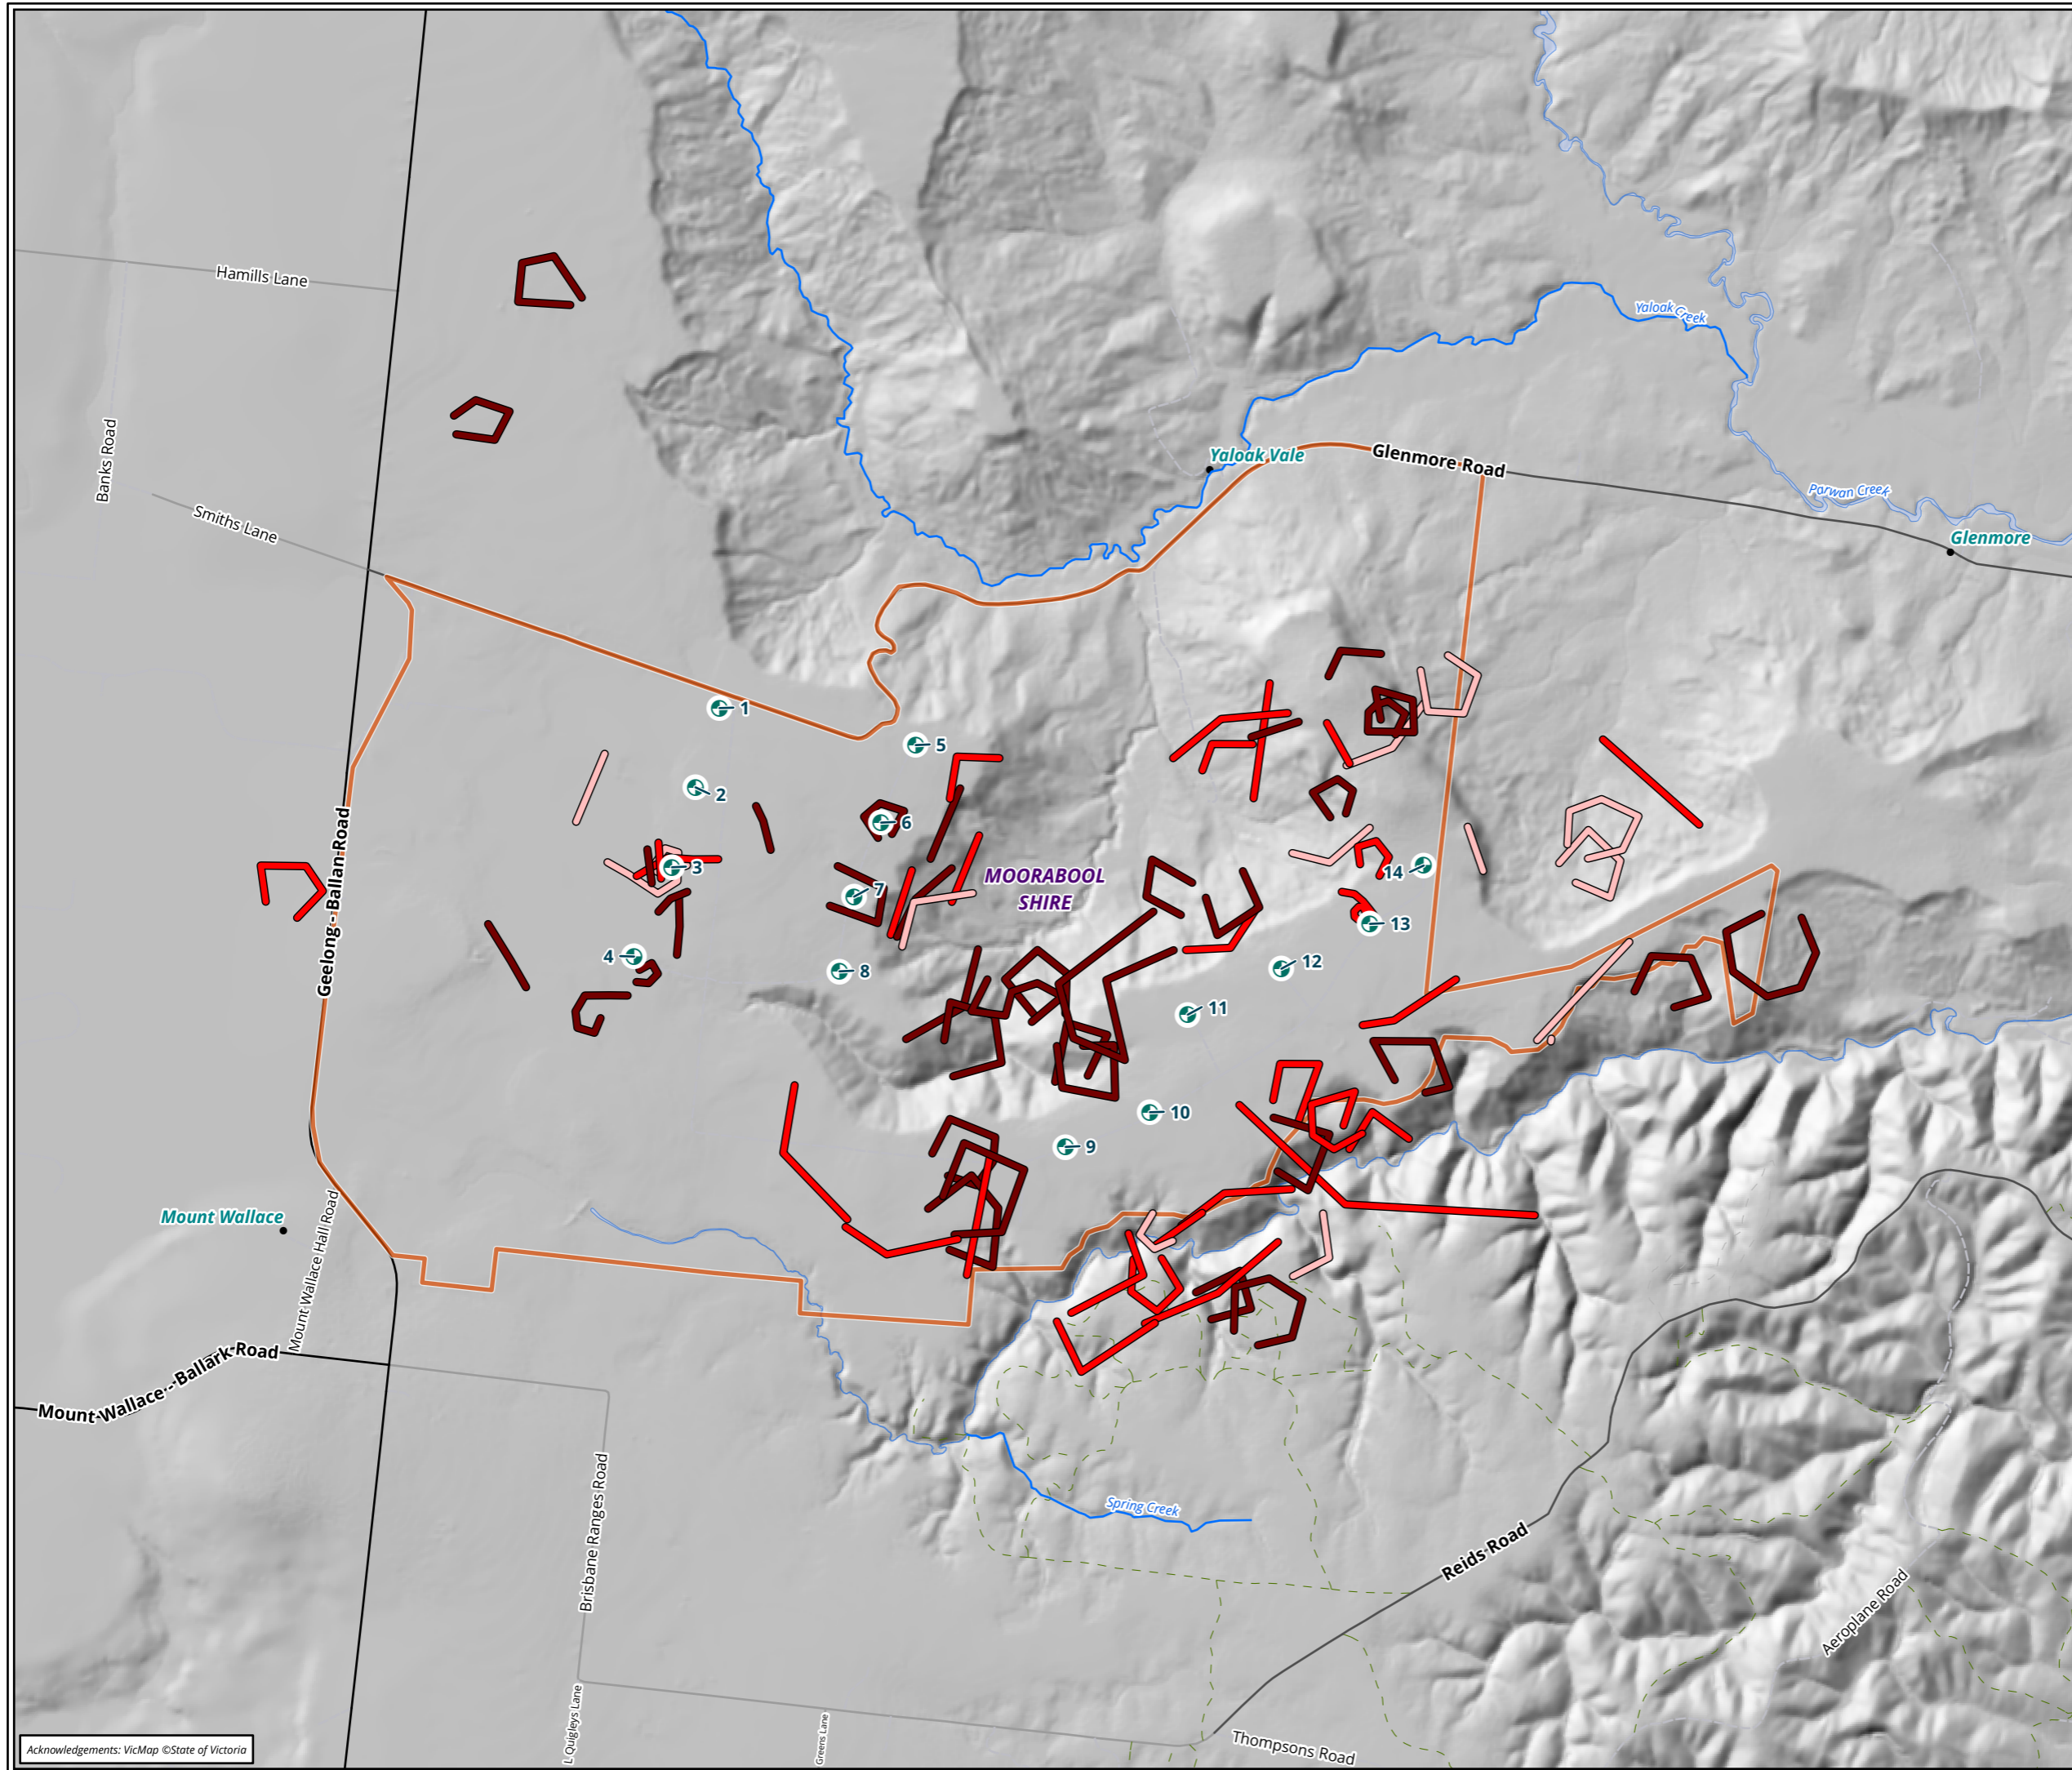 Hamills Lane
Yaloak Creek
Banks Road
Yaloak Vale
Glenmore Road
Parwan Creek
Smiths Lane
Glenmore
1
5
2
6
3
MOORABOOL
SHIRE
14
7
13
Geelong - Ballan Road
4
8
12
11
10
9
Mount Wallace
Mount Wallace Hall Road
Mount Wallace - Ballark Road
Brisbane Ranges Road
Spring Creek
Reids Road
Aeroplane Road
L Quigleys Lane
Greens Lane
Thompsons Road
Acknowledgements: VicMap ©State of Victoria